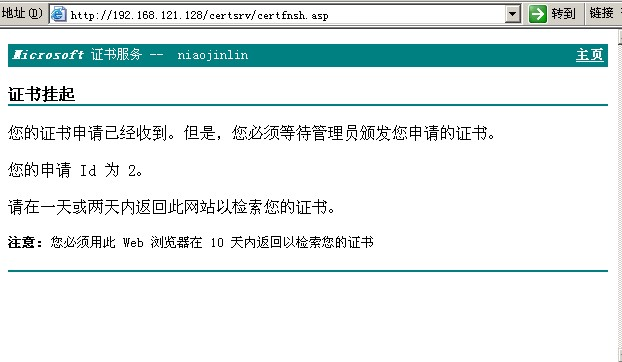 地址(D) http://192.168.121.128/certsrv/certfnsh.asp 转到 链接
Microsoft 证书服务 -- niaojinlin 主页
证书挂起
您的证书申请已经收到。但是，您必须等待管理员颁发您申请的证书。
您的申请 Id 为 2。
请在一天或两天内返回此网站以检索您的证书。
注意：您必须用此 Web 浏览器在 10 天内返回以检索您的证书